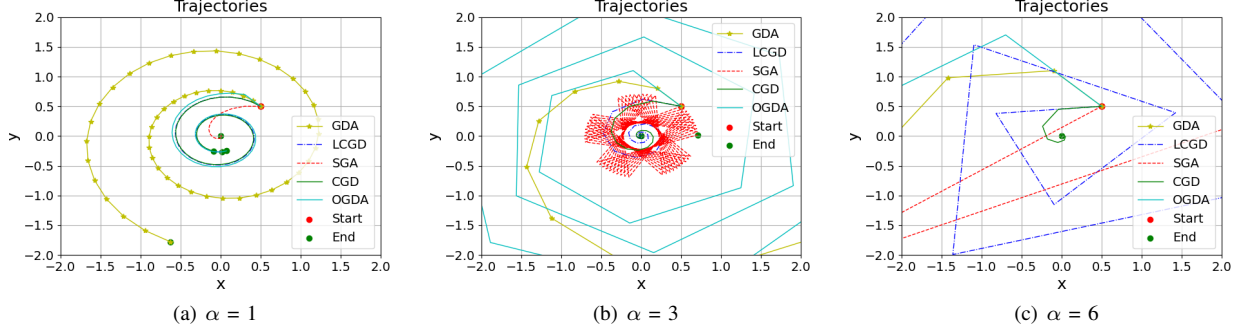 Trajectories
2.0
1.5
1.0
0.5
0.0
−0.5
−1.0
−1.5
−2.0
y
−2.0 −1.5 −1.0 −0.5 0.0 0.5 1.0 1.5 2.0
x
GDA
LCGD
SGA
CGD
OGDA
Start
End
(a) α = 1
Trajectories
2.0
1.5
1.0
0.5
0.0
−0.5
−1.0
−1.5
−2.0
y
−2.0 −1.5 −1.0 −0.5 0.0 0.5 1.0 1.5 2.0
x
GDA
LCGD
SGA
CGD
OGDA
Start
End
(b) α = 3
Trajectories
2.0
1.5
1.0
0.5
0.0
−0.5
−1.0
−1.5
−2.0
y
−2.0 −1.5 −1.0 −0.5 0.0 0.5 1.0 1.5 2.0
x
GDA
LCGD
SGA
CGD
OGDA
Start
End
(c) α = 6